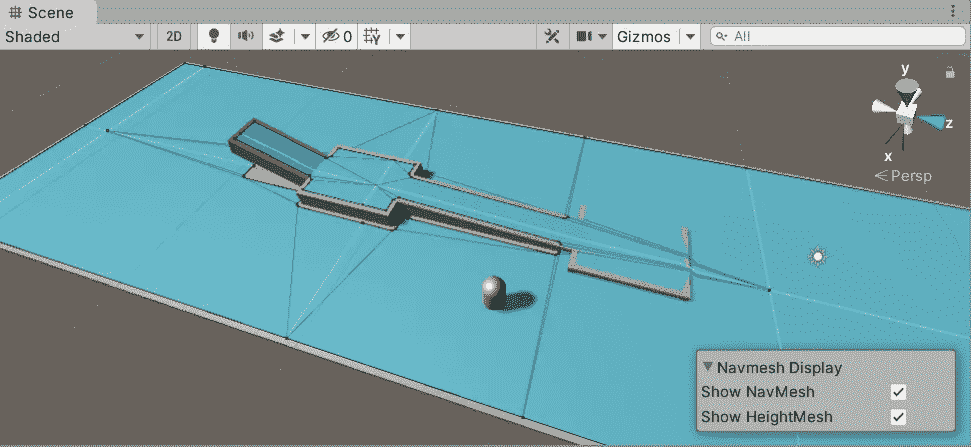 Scene
Shaded 2D 0 Gizmos All
y
z
x
Persp
Navmesh Display
Show NavMesh
Show HeightMesh